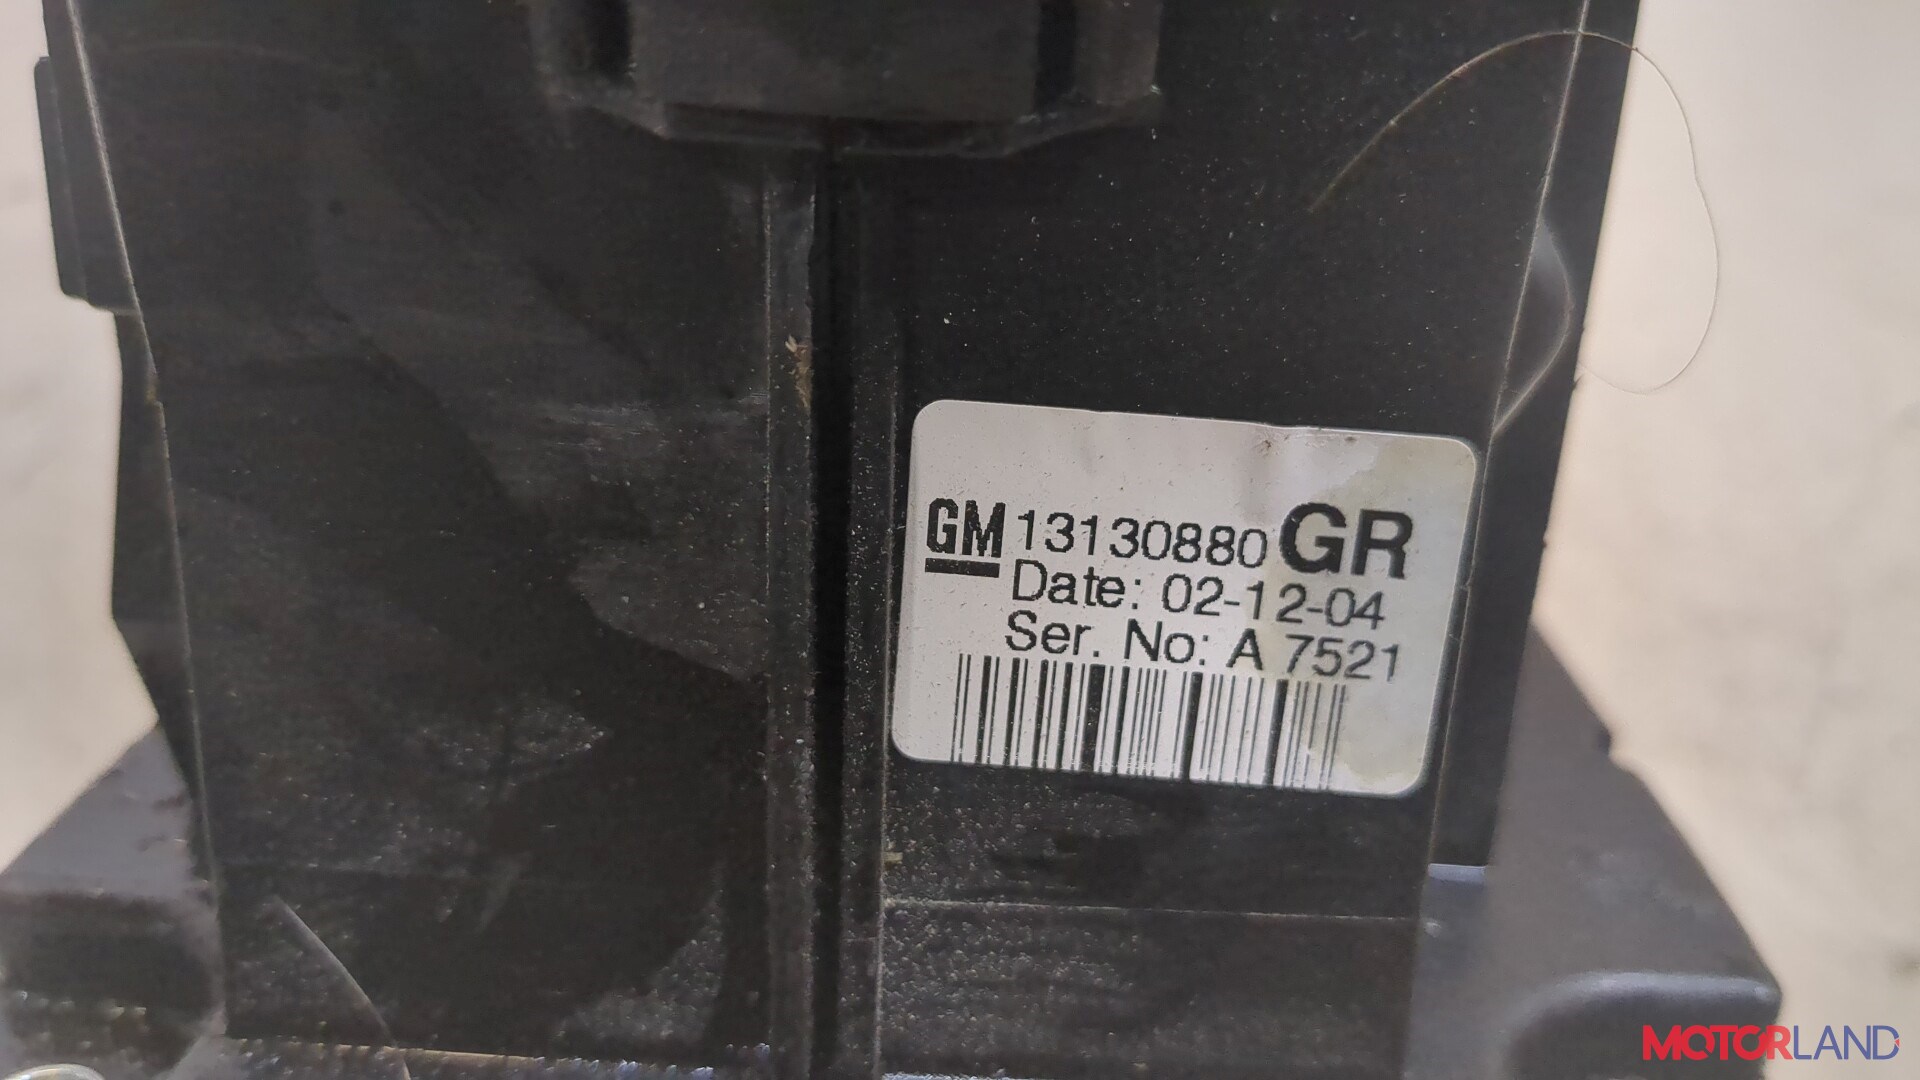 GM 13130880 GR
Date: 02-12-04
Ser. No: A 7521
MOTORLAND